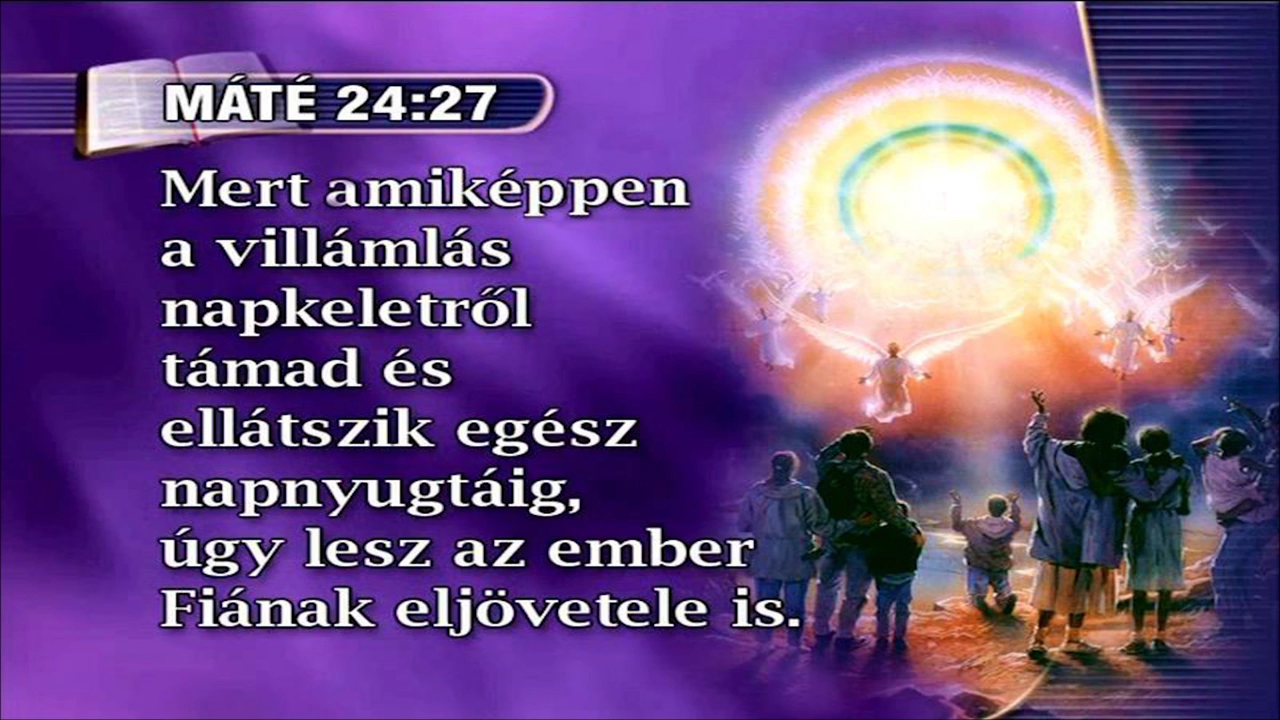 MÁTÉ 24:27
Mert amiképpen
a villámlás
napkeletről
támad és
ellátszik egész
napnyugtáig,
úgy lesz az ember
Fiának eljövetele is.